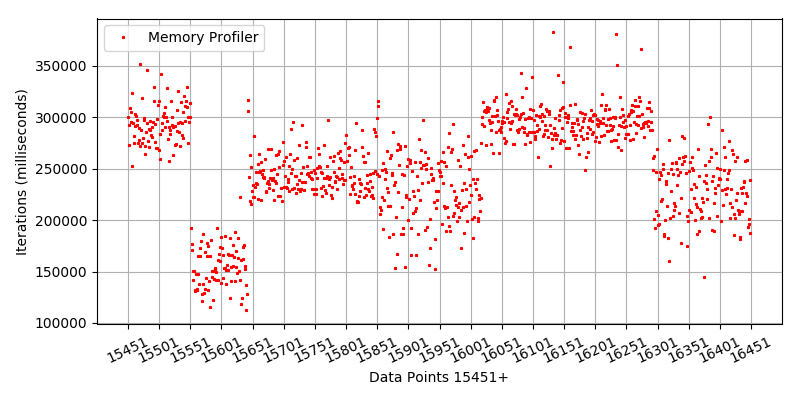 Memory Profiler
350000
300000
250000
200000
150000
100000
Iterations (milliseconds)
15451 15501 15551 15601 15651 15701 15751 15801 15851 15901 15951 16001 16051 16101 16151 16201 16251 16301 16351 16401 16451
Data Points 15451+